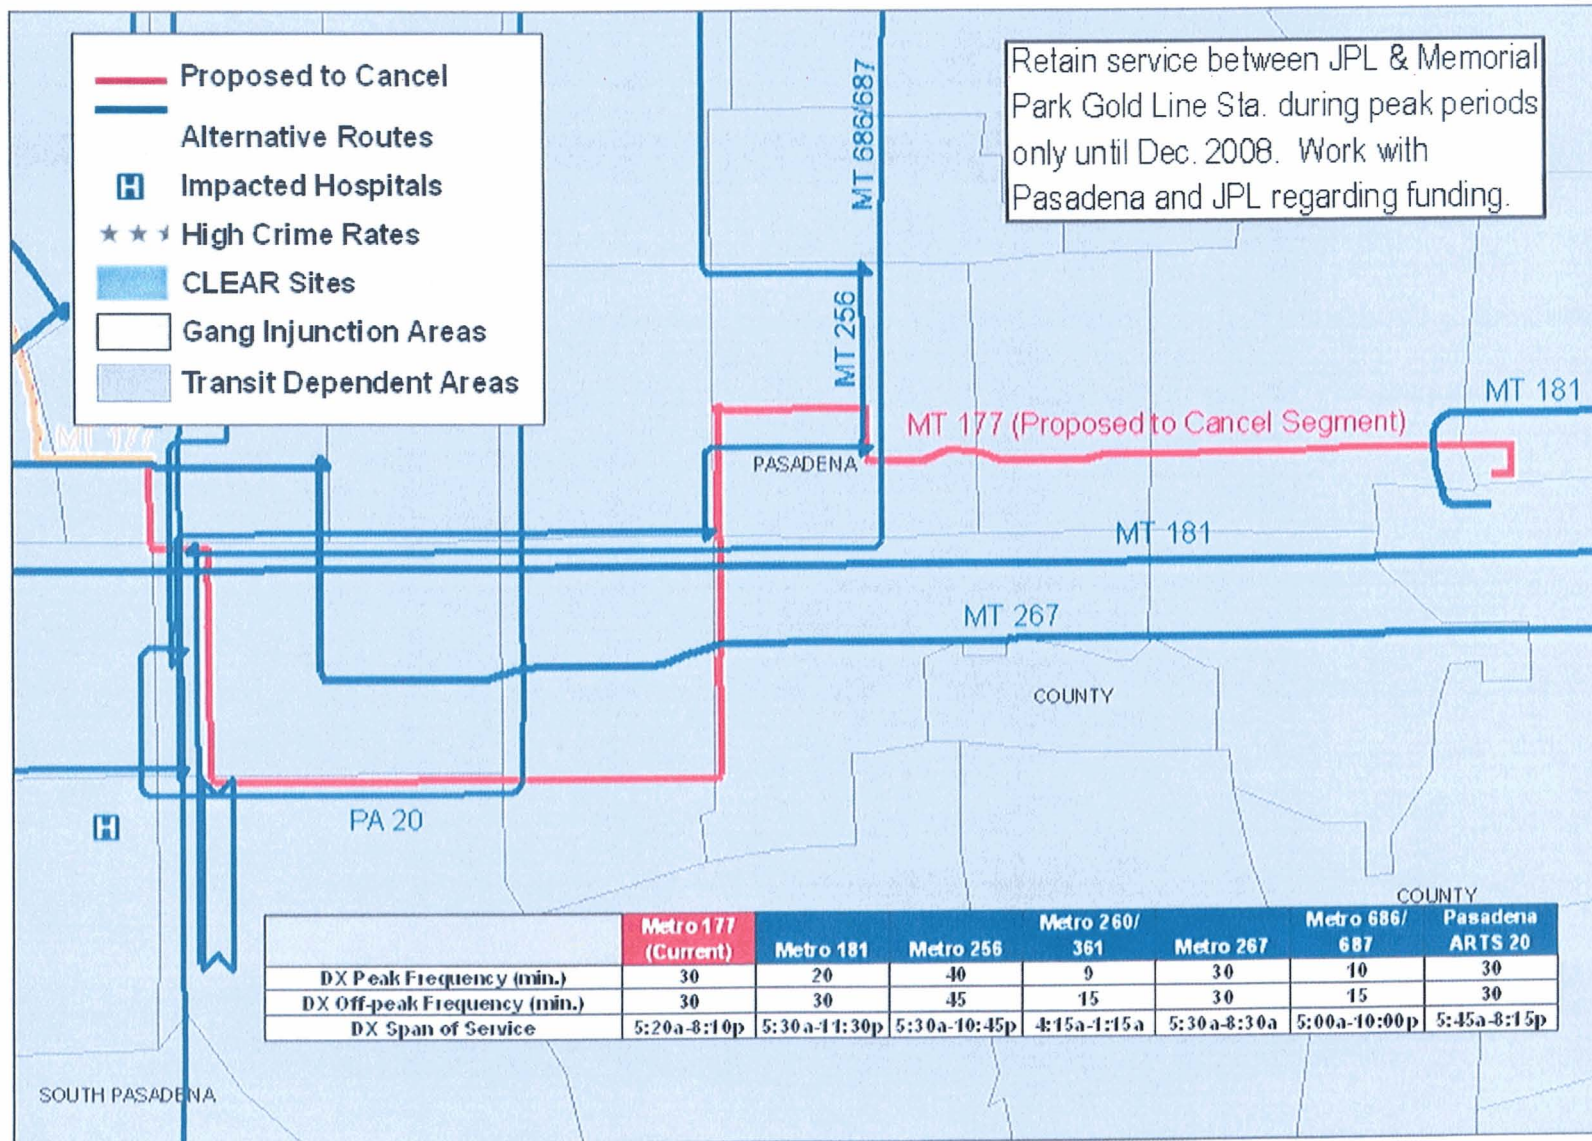 Proposed to Cancel
Alternative Routes
H Impacted Hospitals
High Crime Rates
CLEAR Sites
Gang Injunction Areas
Transit Dependent Areas
Retain service between JPL & Memorial
Park Gold Line Sta. during peak periods
only until Dec. 2008. Work with
Pasadena and JPL regarding funding.
MT 686/687
MT 256
MT 177
MT 177 (Proposed to Cancel Segment)
MT 181
PASADENA
MT 181
MT 267
COUNTY
PA 20
H
COUNTY
Metro 177 (Current) Metro 181 Metro 256 Metro 260/ 361 Metro 267 Metro 686/ 687 Pasadena ARTS 20
DX Peak Frequency (min.) 30 20 40 9 30 10 30
DX Off-peak Frequency (min.) 30 30 45 15 30 15 30
DX Span of Service 5:20a-8:10p 5:30a-11:30p 5:30a-10:45p 4:15a-1:15a 5:30a-8:30a 5:00a-10:00p 5:45a-8:15p
SOUTH PASADENA